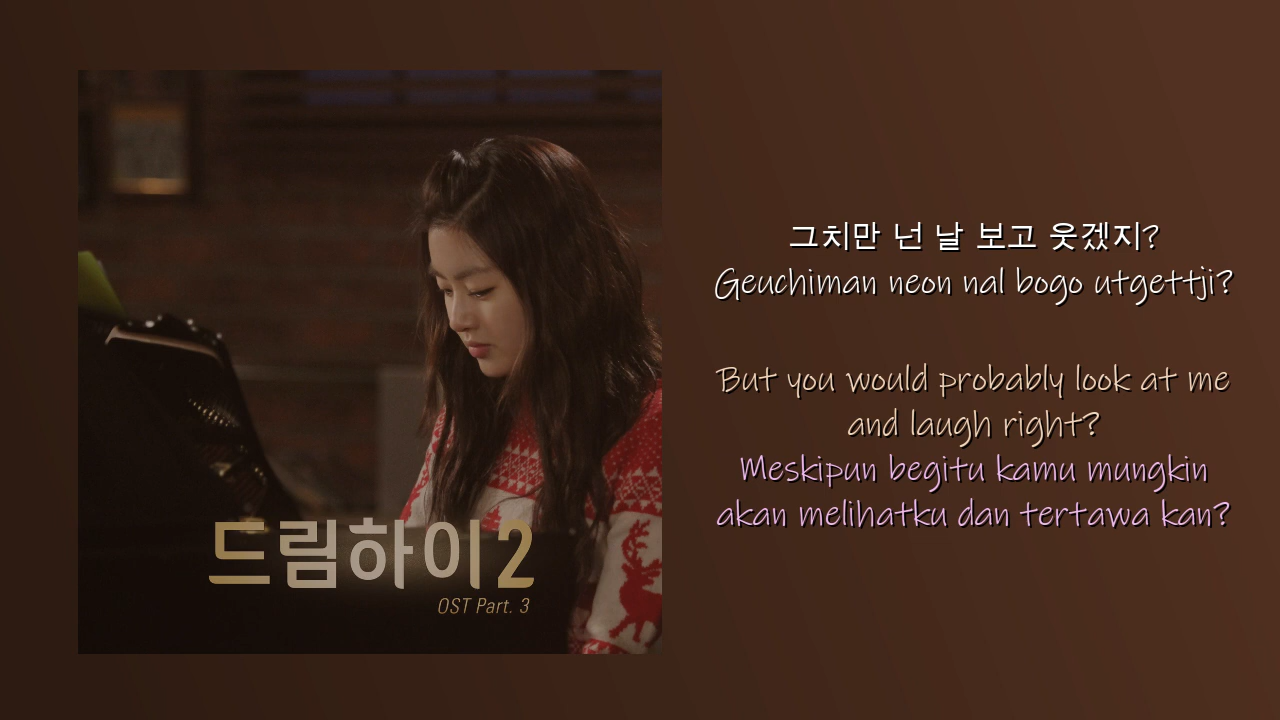 드림하이2
OST Part. 3
그치만 넌 날 보고 웃겠지?
Geuchiman neon nal bogo utgettji?
But you would probably look at me
and laugh right?
Meskipun begitu kamu mungkin
akan melihatku dan tertawa kan?